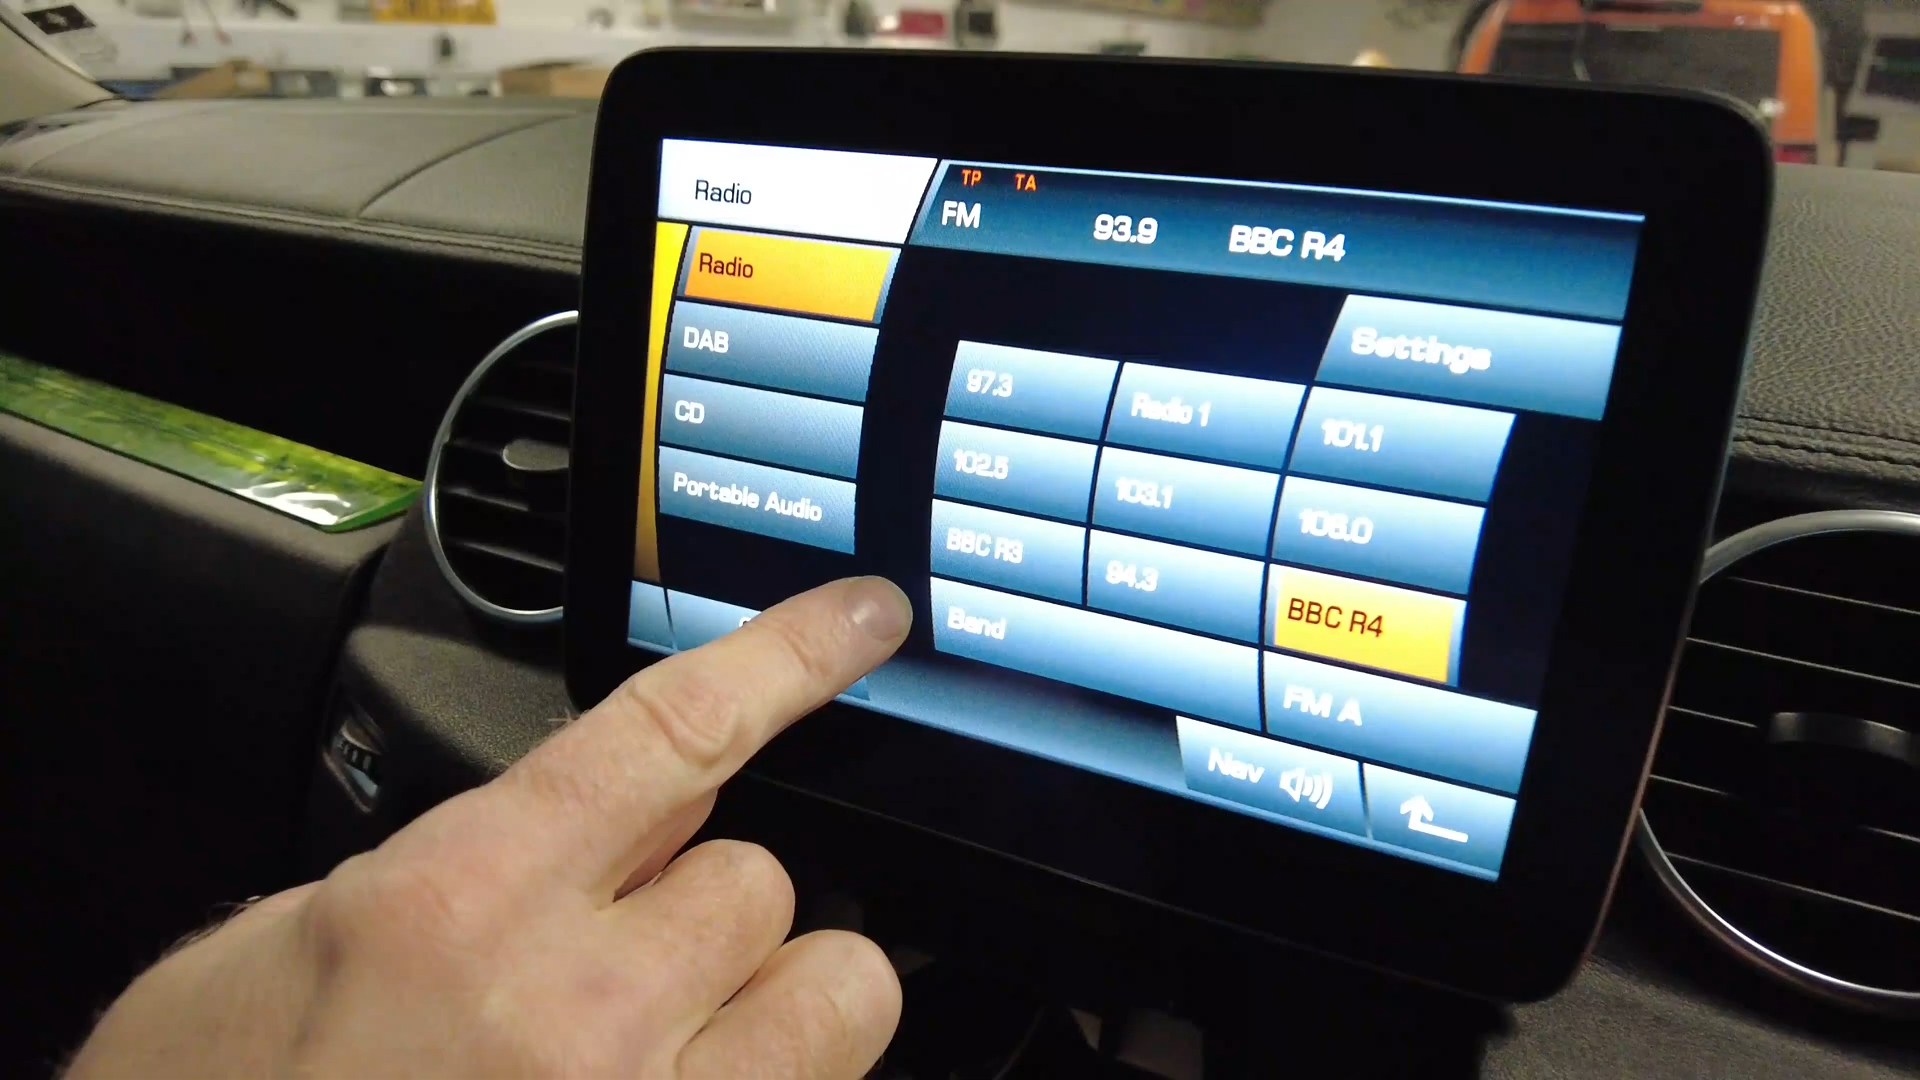 Radio
TP TA
FM 93.9 BBC R4
Radio
DAB
CD
Portable Audio
Settings
97.3 Radio 1 101.1
102.5 103.1 106.0
BBC R3 94.3 BBC R4
Band FM A
Nav